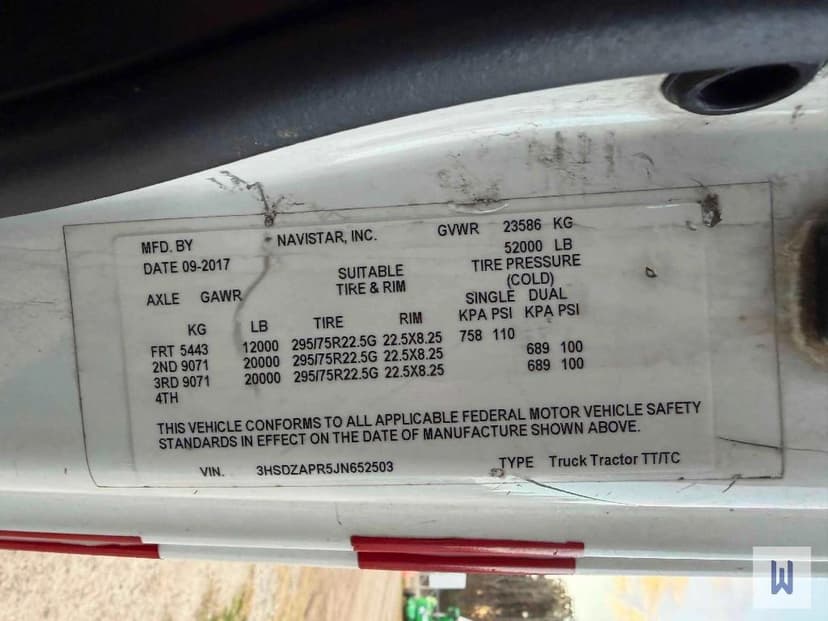 MFD. BY NAVISTAR, INC. GVWR 23586 KG
DATE 09-2017 52000 LB
SUITABLE TIRE PRESSURE
AXLE GAWR TIRE & RIM (COLD)
SINGLE DUAL
KG LB TIRE RIM KPA PSI KPA PSI
FRT 5443 12000 295/75R22.5G 22.5X8.25 758 110
2ND 9071 20000 295/75R22.5G 22.5X8.25 689 100
3RD 9071 20000 295/75R22.5G 22.5X8.25 689 100
4TH
THIS VEHICLE CONFORMS TO ALL APPLICABLE FEDERAL MOTOR VEHICLE SAFETY
STANDARDS IN EFFECT ON THE DATE OF MANUFACTURE SHOWN ABOVE.
VIN. 3HSDZAPR5JN652503 TYPE Truck Tractor TT/TC
W